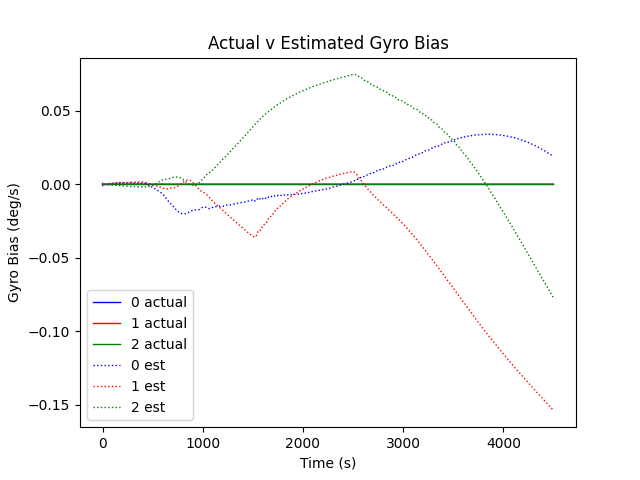 Actual v Estimated Gyro Bias
Gyro Bias (deg/s)
0.05
0.00
−0.05
−0.10
−0.15
0 actual
1 actual
2 actual
0 est
1 est
2 est
0 1000 2000 3000 4000
Time (s)